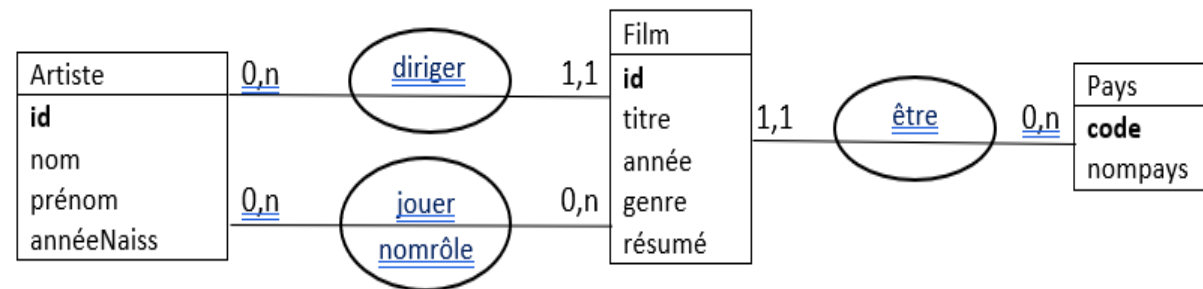 Artiste
id
nom
prénom
annéeNaiss
0,n
diriger
1,1
0,n
jouer
nomrôle
0,n
Film
id
titre
année
genre
résumé
1,1
être
0,n
Pays
code
nompays